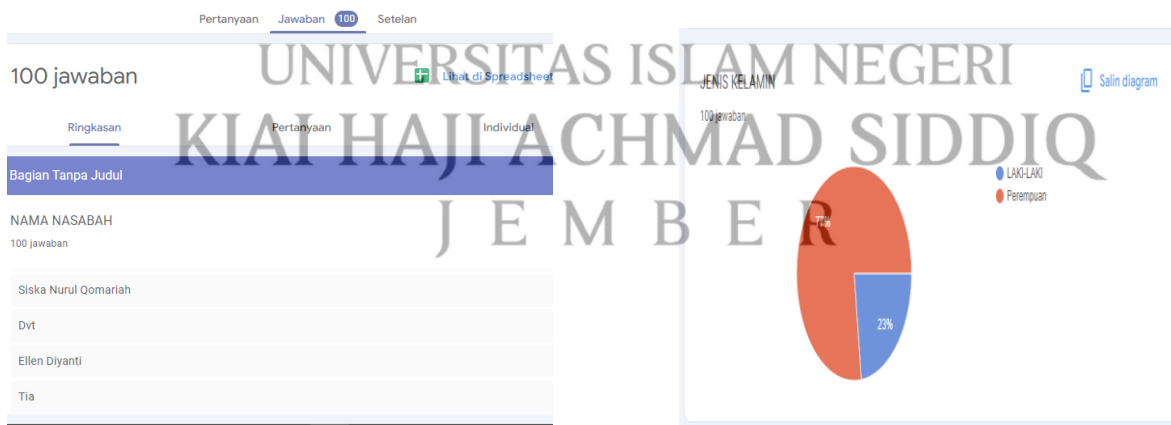 Pertanyaan Jawaban 100 Setelan
100 jawaban
Lihat di Spreadsheet
Ringkasan Pertanyaan Individual
Bagian Tanpa Judul
NAMA NASABAH
100 jawaban
Siska Nurul Qomariah
Dvt
Ellen Diyanti
Tia
JENIS KELAMIN
Salin diagram
100 jawaban
LAKI-LAKI
Perempuan
77%
23%
UNIVERSITAS ISLAM NEGERI
KIAI HAJI ACHMAD SIDDIQ
JEMBER